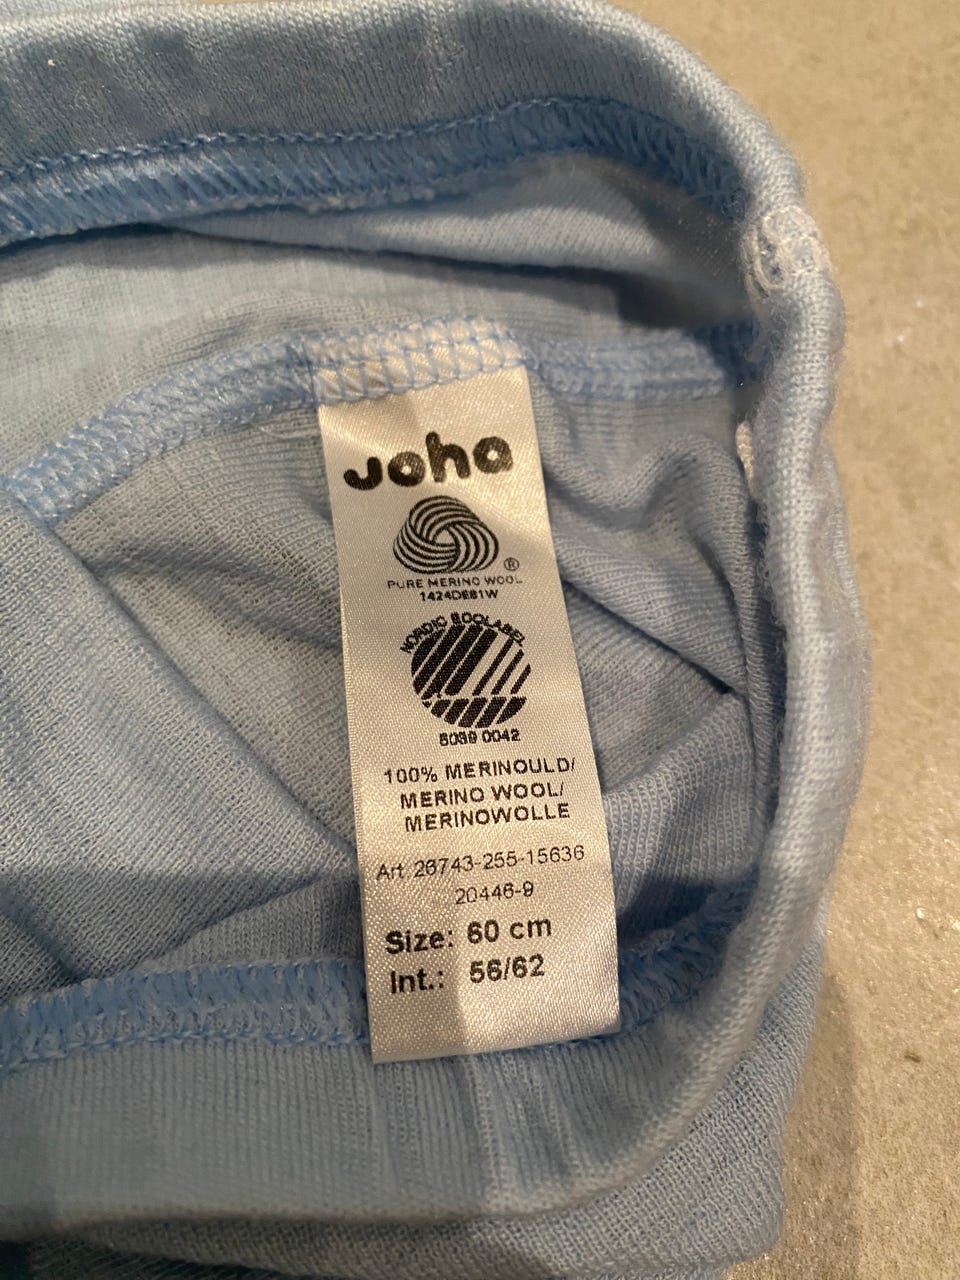 Joha
®
PURE MERINO WOOL
1424DE81W
NORDIC ECOLABEL
5039 0042
100% MERINOULD/
MERINO WOOL/
MERINOWOLLE
Art. 26743-255-15636
20446-9
Size: 60 cm
Int.: 56/62